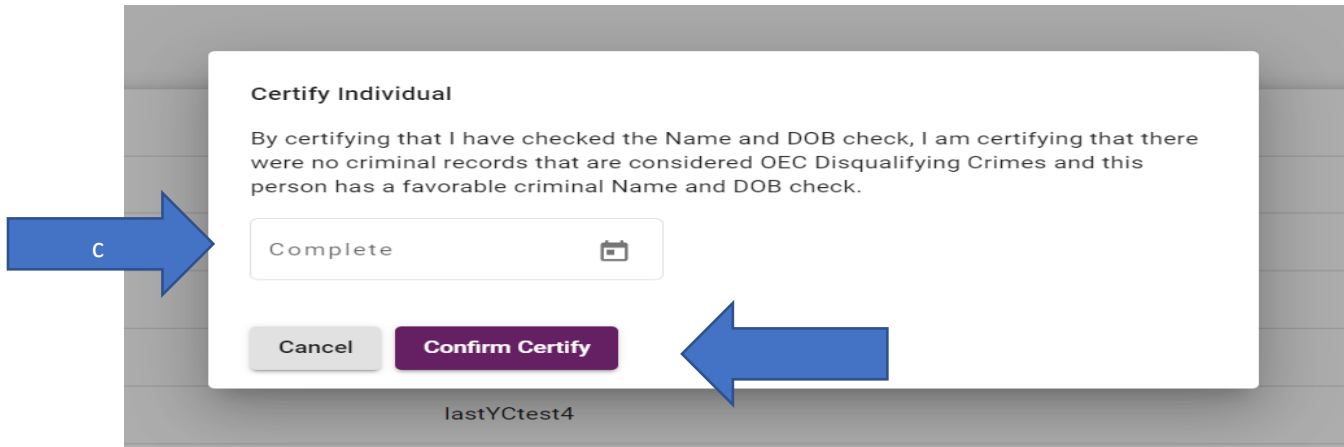 Certify Individual
By certifying that I have checked the Name and DOB check, I am certifying that there
were no criminal records that are considered OEC Disqualifying Crimes and this
person has a favorable criminal Name and DOB check.
c
Complete
Cancel
Confirm Certify
lastYCtest4